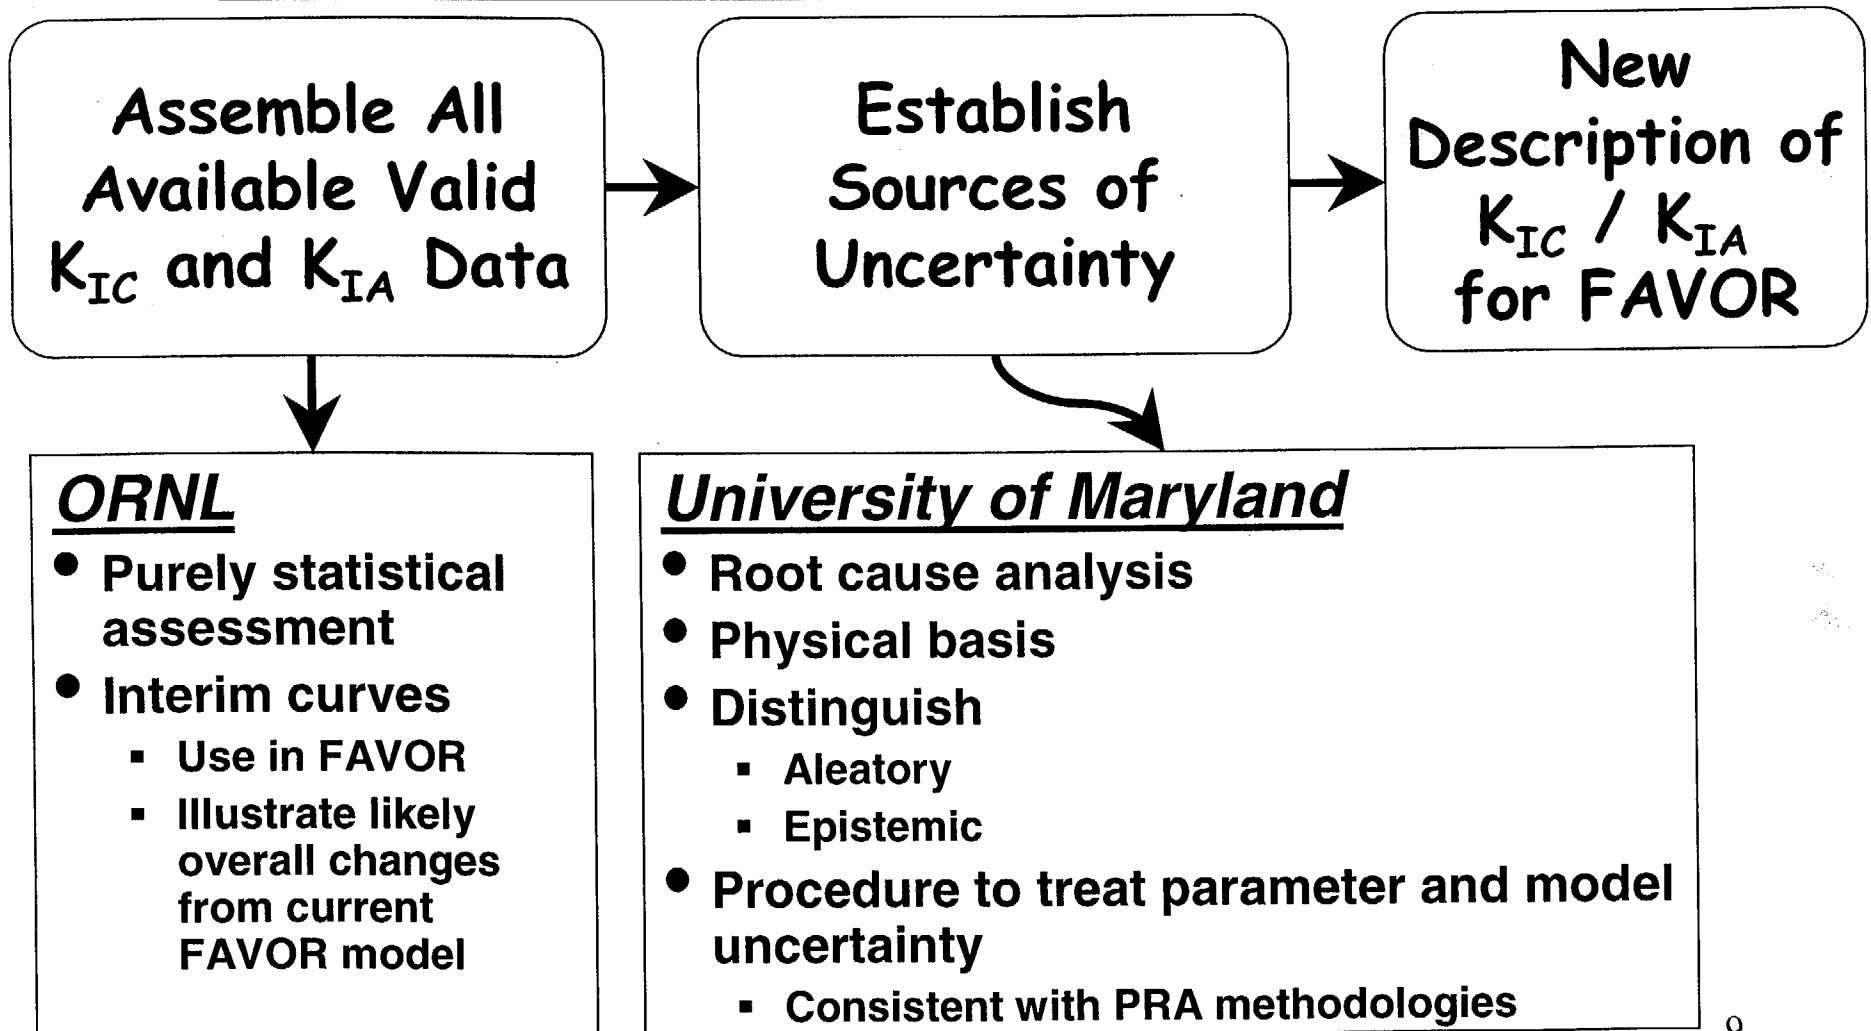 Assemble All
Available Valid
K_IC and K_IA Data
Establish
Sources of
Uncertainty
New
Description of
K_IC / K_IA
for FAVOR
ORNL
• Purely statistical
assessment
• Interim curves
▪ Use in FAVOR
▪ Illustrate likely
overall changes
from current
FAVOR model
University of Maryland
• Root cause analysis
• Physical basis
• Distinguish
▪ Aleatory
▪ Epistemic
• Procedure to treat parameter and model
uncertainty
▪ Consistent with PRA methodologies